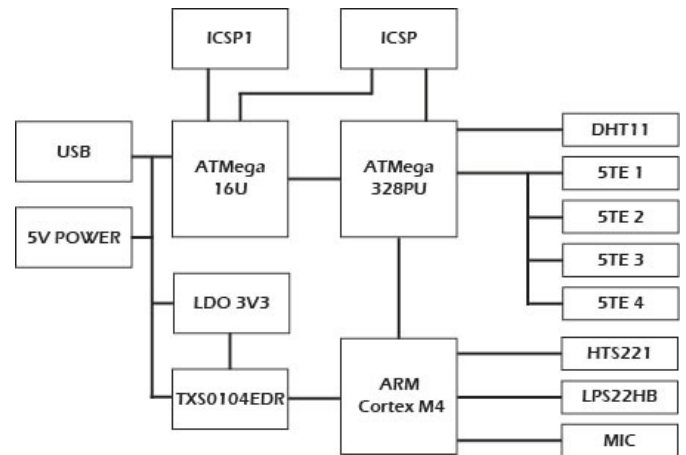 ICSP1
ICSP
USB
ATMega
16U
ATMega
328PU
DHT11
5TE 1
5TE 2
5TE 3
5TE 4
5V POWER
LDO 3V3
TXS0104EDR
ARM
Cortex M4
HTS221
LPS22HB
MIC